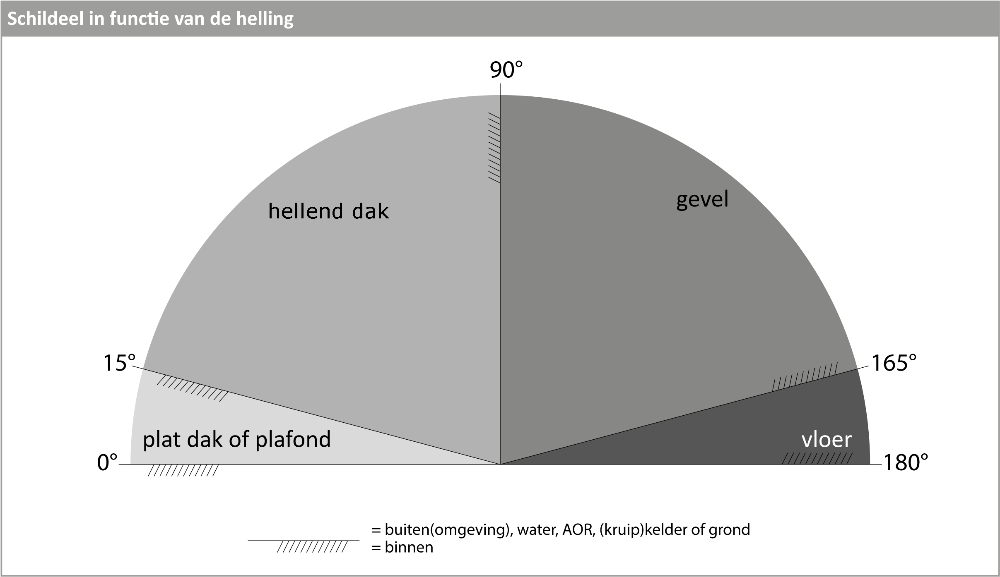 Schildeel in functie van de helling
90°
gevel
hellend dak
15°
165°
plat dak of plafond
vloer
0°
180°
= buiten(omgeving), water, AOR, (kruip)kelder of grond
= binnen